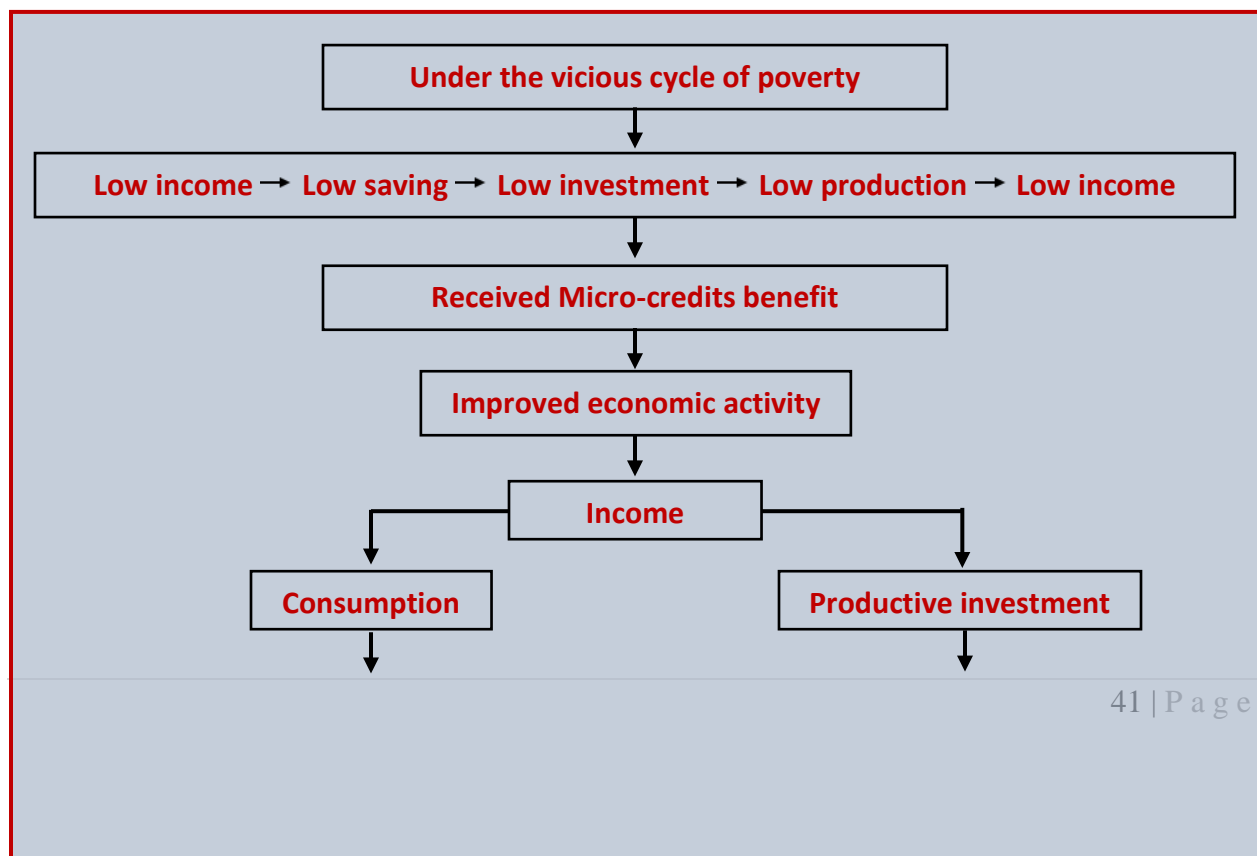 Under the vicious cycle of poverty
Low income → Low saving → Low investment → Low production → Low income
Received Micro-credits benefit
Improved economic activity
Income
Consumption
Productive investment
41 | P a g e